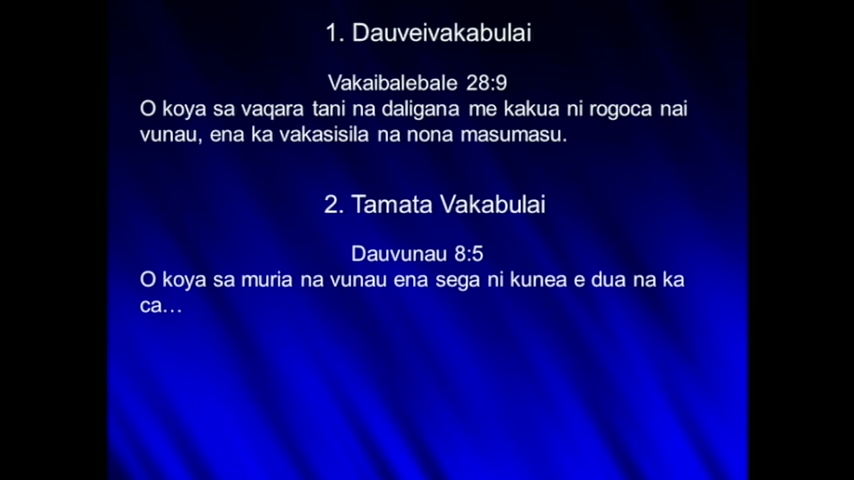 1. Dauveivakabulai
Vakaibalebale 28:9
O koya sa vaqara tani na daligana me kakua ni rogoca nai
vunau, ena ka vakasisila na nona masumasu.
2. Tamata Vakabulai
Dauvunau 8:5
O koya sa muria na vunau ena sega ni kunea e dua na ka
ca…